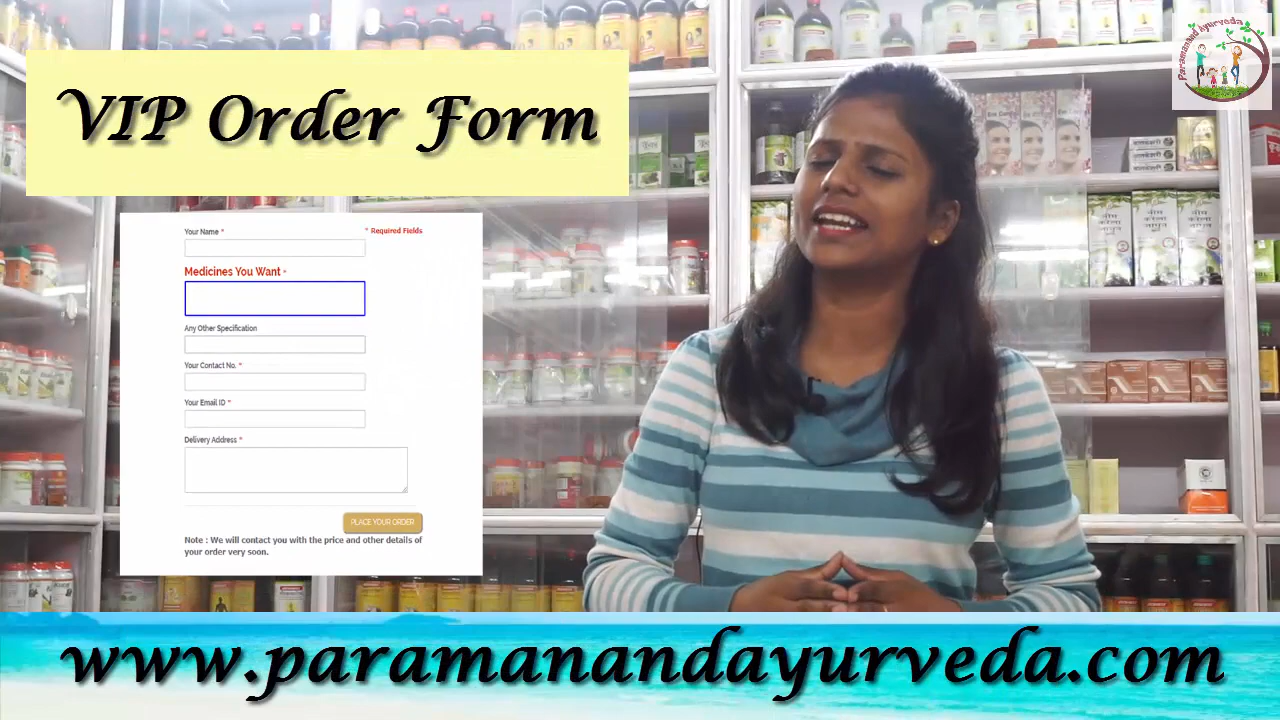 VIP Order Form
Paramanand Ayurveda
Your Name *
* Required Fields
Medicines You Want *
Any Other Specification
Your Contact No. *
Your Email ID *
Delivery Address *
PLACE YOUR ORDER
Note : We will contact you with the price and other details of
your order very soon.
www.paramanandayurveda.com